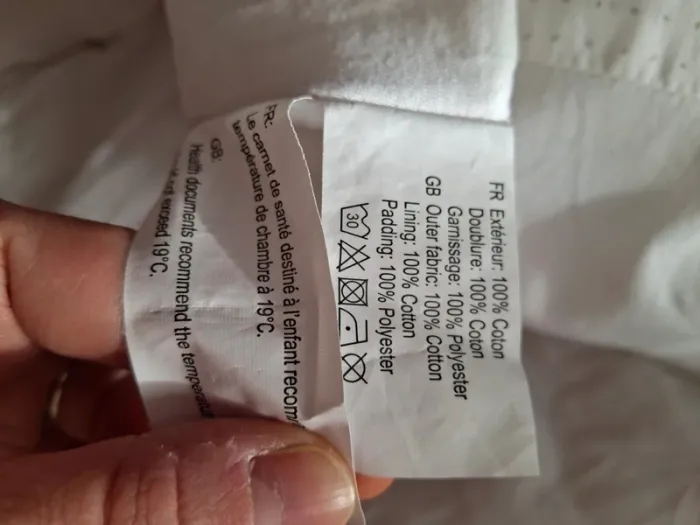 FR Extérieur: 100% Coton
Doublure: 100% Coton
Garnissage: 100% Polyester
GB Outer fabric: 100% Cotton
Lining: 100% Cotton
Padding: 100% Polyester
30
FR:
Le carnet de santé destiné à l'enfant recom
température de chambre à 19°C.
GB:
Health documents recommend the temperatu
exceed 19°C.